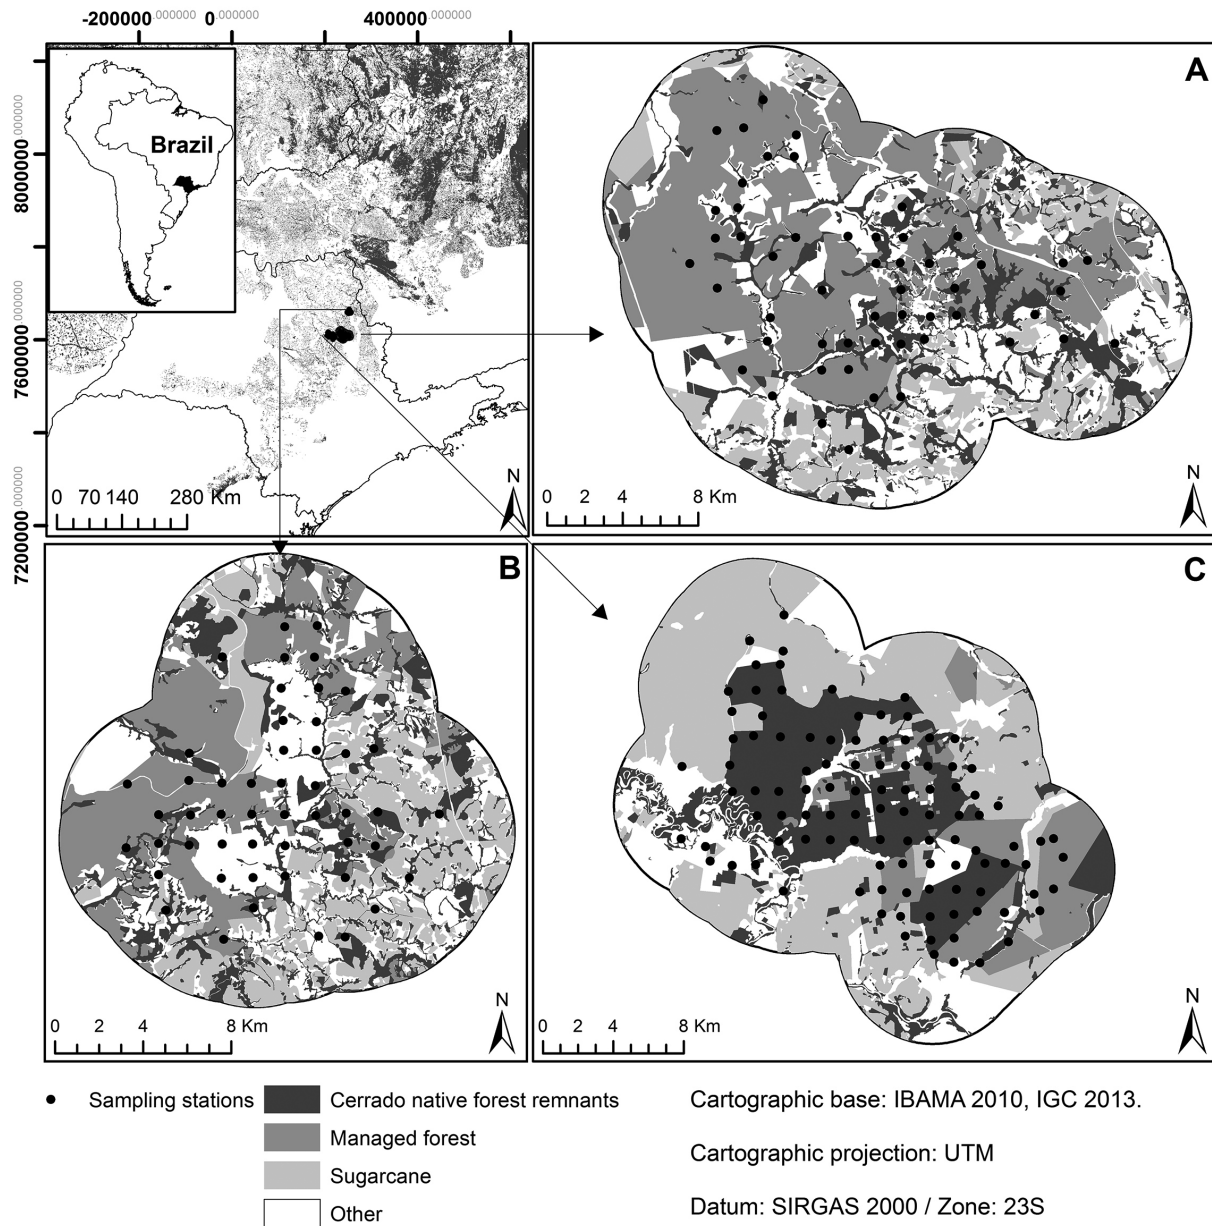 -200000.000000 0.000000 400000.000000
8000000.000000
7600000.000000
7200000.000000
Brazil
N
0 70 140 280 Km
A
N
0 2 4 8 Km
B
N
0 2 4 8 Km
C
N
0 2 4 8 Km
Sampling stations
Cerrado native forest remnants
Managed forest
Sugarcane
Other
Cartographic base: IBAMA 2010, IGC 2013.
Cartographic projection: UTM
Datum: SIRGAS 2000 / Zone: 23S